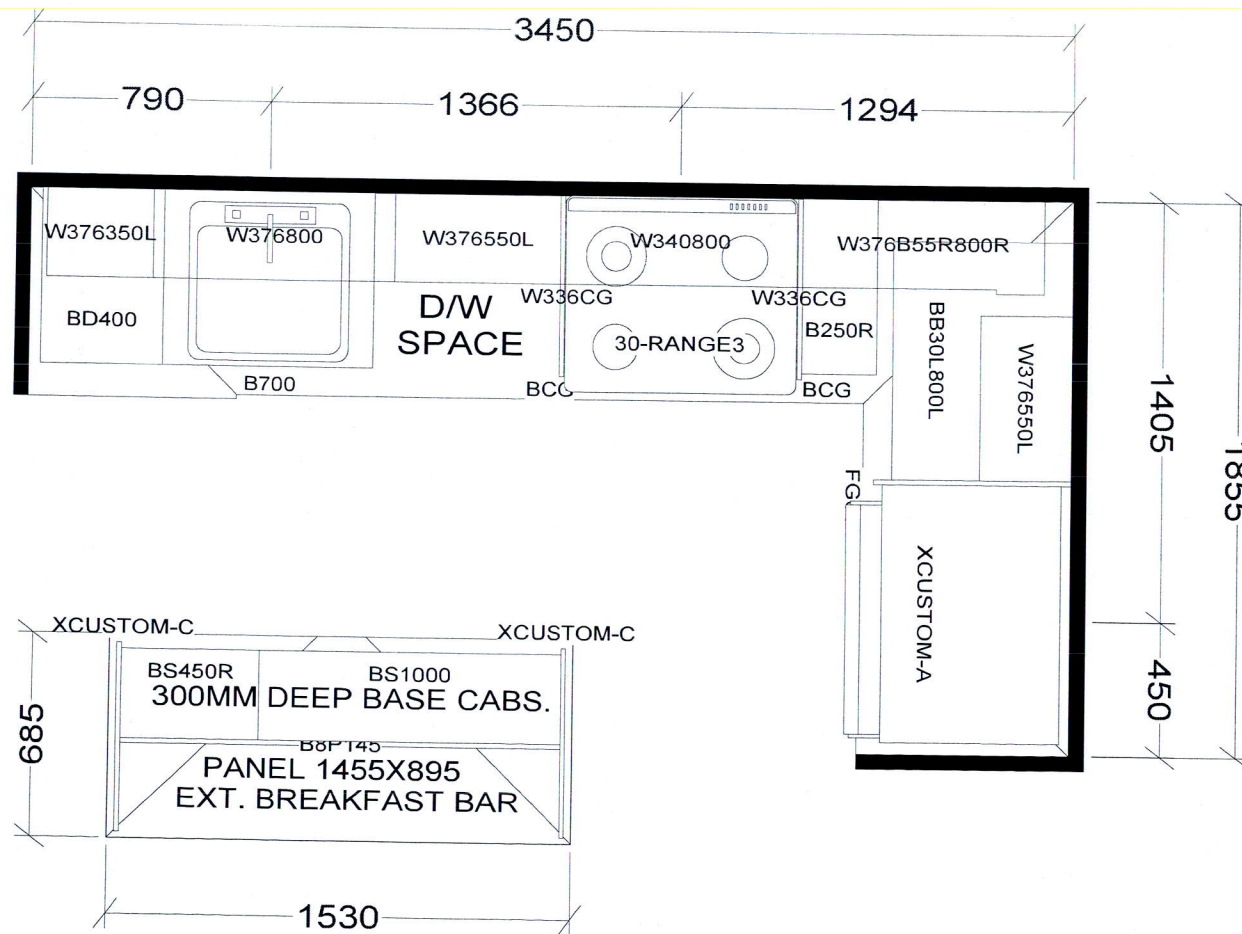 3450
790
1366
1294
W376350L
W376800
W376550L
W340800
W376B55R800R
BD400
D/W
SPACE
W336CG
W336CG
30-RANGE3
B250R
BB30L800L
W376550L
B700
BCG
BCG
1405
1855
FG
XCUSTOM-A
450
XCUSTOM-C
XCUSTOM-C
BS450R
BS1000
300MM DEEP BASE CABS.
685
PANEL 1455X895
EXT. BREAKFAST BAR
1530